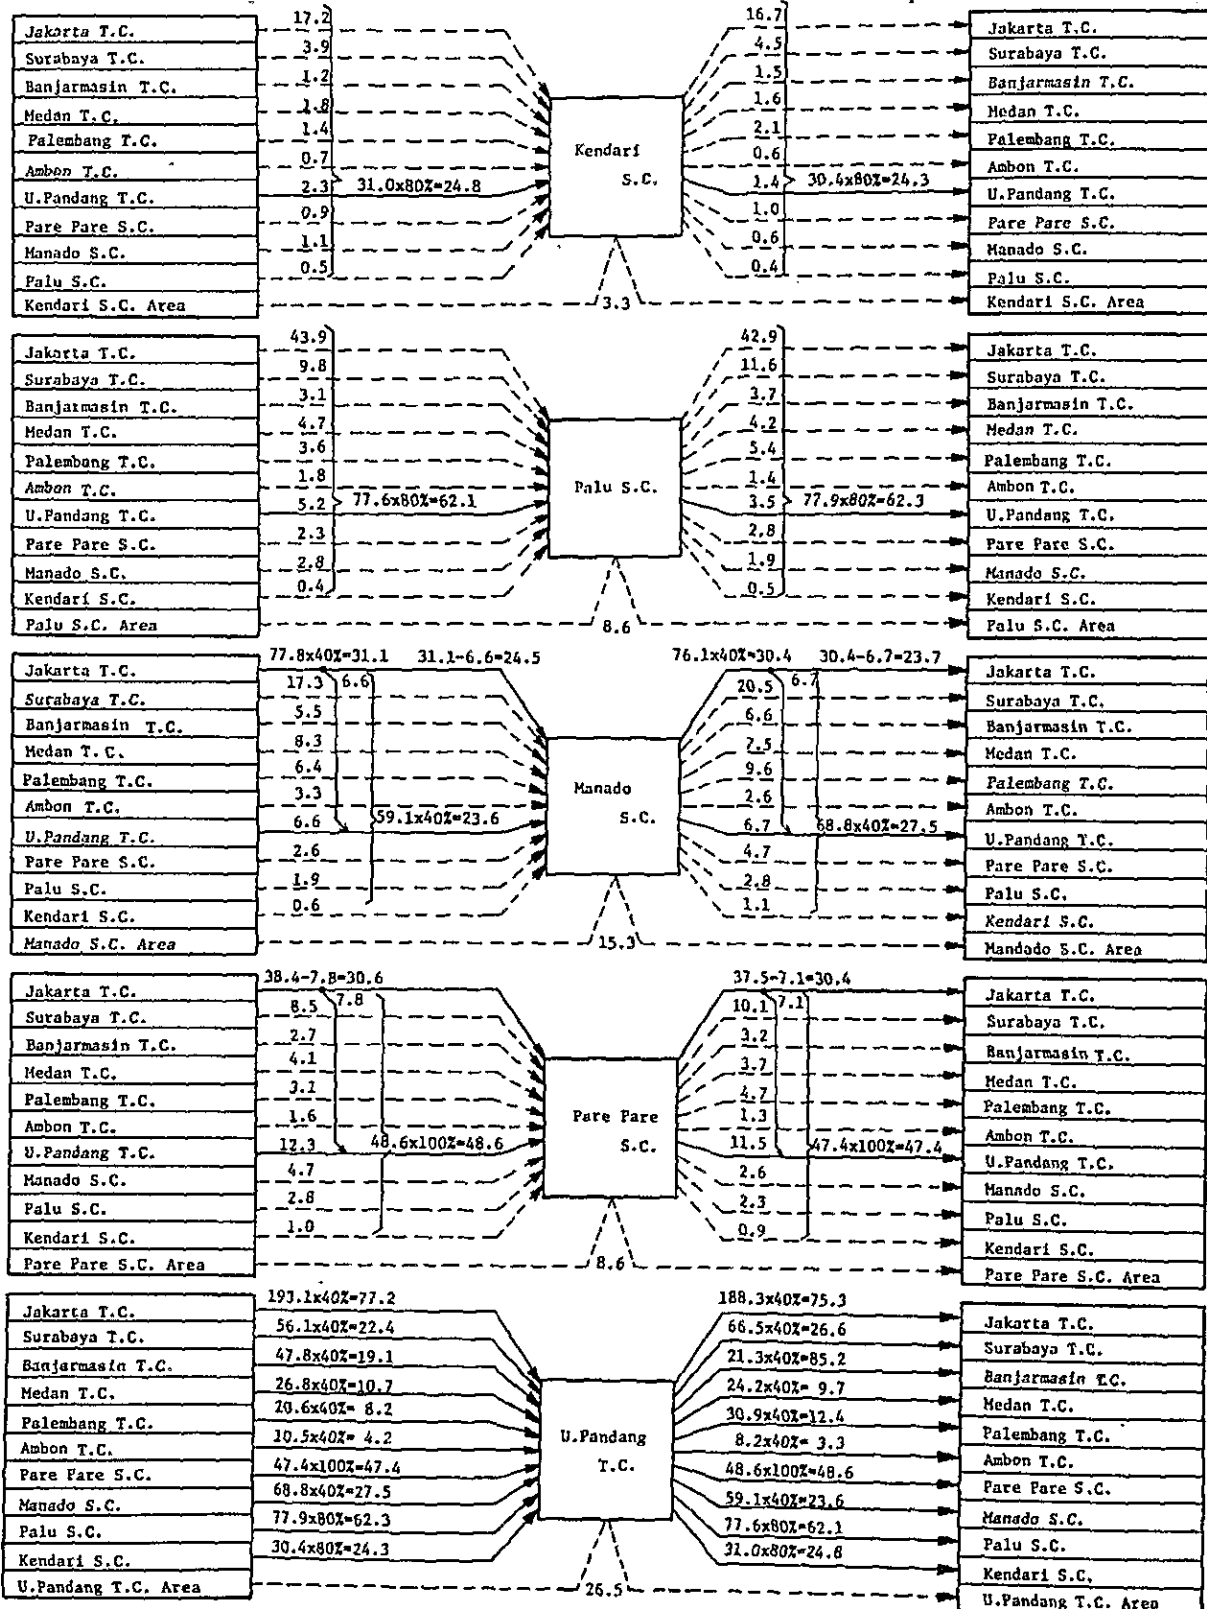 Jakarta T.C. 17.2 16.7 Jakarta T.C.
Surabaya T.C. 3.9 4.5 Surabaya T.C.
Banjarmasin T.C. 1.2 1.5 Banjarmasin T.C.
Medan T.C. 1.8 1.6 Medan T.C.
Palembang T.C. 1.4 Kendari 2.1 Palembang T.C.
Ambon T.C. 0.7 S.C. 0.6 Ambon T.C.
U.Pandang T.C. 2.3 31.0x80%=24.8 1.4 30.4x80%=24.3 U.Pandang T.C.
Pare Pare S.C. 0.9 1.0 Pare Pare S.C.
Manado S.C. 1.1 0.6 Manado S.C.
Palu S.C. 0.5 0.4 Palu S.C.
Kendari S.C. Area 3.3 Kendari S.C. Area
Jakarta T.C. 43.9 42.9 Jakarta T.C.
Surabaya T.C. 9.8 11.6 Surabaya T.C.
Banjarmasin T.C. 3.1 3.7 Banjarmasin T.C.
Medan T.C. 4.7 4.2 Medan T.C.
Palembang T.C. 3.6 5.4 Palembang T.C.
Ambon T.C. 1.8 Palu S.C. 1.4 Ambon T.C.
U.Pandang T.C. 5.2 77.6x80%=62.1 3.5 77.9x80%=62.3 U.Pandang T.C.
Pare Pare S.C. 2.3 2.8 Pare Pare S.C.
Manado S.C. 2.8 1.9 Manado S.C.
Kendari S.C. 0.4 0.5 Kendari S.C.
Palu S.C. Area 8.6 Palu S.C. Area
Jakarta T.C. 77.8x40%=31.1 31.1-6.6=24.5 76.1x40%=30.4 30.4-6.7=23.7 Jakarta T.C.
Surabaya T.C. 17.3 6.6 20.5 6.7 Surabaya T.C.
Banjarmasin T.C. 5.5 6.6 Banjarmasin T.C.
Medan T.C. 8.3 7.5 Medan T.C.
Palembang T.C. 6.4 Manado 9.6 Palembang T.C.
Ambon T.C. 3.3 S.C. 2.6 Ambon T.C.
U.Pandang T.C. 6.6 59.1x40%=23.6 6.7 68.8x40%=27.5 U.Pandang T.C.
Pare Pare S.C. 2.6 4.7 Pare Pare S.C.
Palu S.C. 1.9 2.8 Palu S.C.
Kendari S.C. 0.6 1.1 Kendari S.C.
Manado S.C. Area 15.3 Mandado S.C. Area
Jakarta T.C. 38.4-7.8=30.6 37.5-7.1=30.4 Jakarta T.C.
Surabaya T.C. 8.5 7.8 10.1 7.1 Surabaya T.C.
Banjarmasin T.C. 2.7 3.2 Banjarmasin T.C.
Medan T.C. 4.1 3.7 Medan T.C.
Palembang T.C. 3.1 4.7 Palembang T.C.
Ambon T.C. 1.6 Pare Pare 1.3 Ambon T.C.
U.Pandang T.C. 12.3 48.6x100%=48.6 S.C. 11.5 47.4x100%=47.4 U.Pandang T.C.
Manado S.C. 4.7 2.6 Manado S.C.
Palu S.C. 2.8 2.3 Palu S.C.
Kendari S.C. 1.0 0.9 Kendari S.C.
Pare Pare S.C. Area 8.6 Pare Pare S.C. Area
Jakarta T.C. 193.1x40%=77.2 188.3x40%=75.3 Jakarta T.C.
Surabaya T.C. 56.1x40%=22.4 66.5x40%=26.6 Surabaya T.C.
Banjarmasin T.C. 47.8x40%=19.1 21.3x40%=85.2 Banjarmasin T.C.
Medan T.C. 26.8x40%=10.7 24.2x40%= 9.7 Medan T.C.
Palembang T.C. 20.6x40%= 8.2 U.Pandang 30.9x40%=12.4 Palembang T.C.
Ambon T.C. 10.5x40%= 4.2 T.C. 8.2x40%= 3.3 Ambon T.C.
Pare Pare S.C. 47.4x100%=47.4 48.6x100%=48.6 Pare Pare S.C.
Manado S.C. 68.8x40%=27.5 59.1x40%=23.6 Manado S.C.
Palu S.C. 77.9x80%=62.3 77.6x80%=62.1 Palu S.C.
Kendari S.C. 30.4x80%=24.3 31.0x80%=24.8 Kendari S.C.
U.Pandang T.C. Area 26.5 U.Pandang T.C. Area